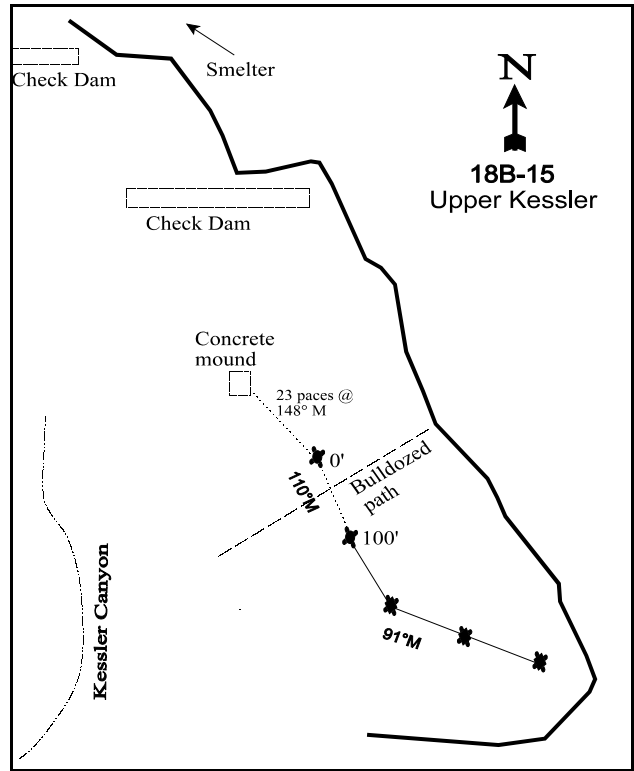 Smelter
Check Dam
N
18B-15
Upper Kessler
Check Dam
Concrete
mound
23 paces @
148° M
0'
110°M
Bulldozed
path
100'
91°M
Kessler Canyon